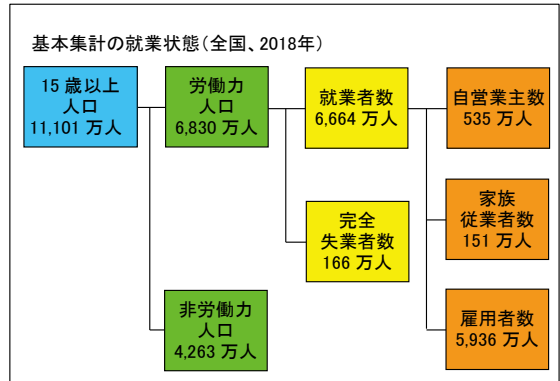 基本集計の就業状態(全国、2018年)
15 歳以上
人口
11,101 万人
労働力
人口
6,830 万人
就業者数
6,664 万人
自営業主数
535 万人
家族
従業者数
151 万人
完全
失業者数
166 万人
非労働力
人口
4,263 万人
雇用者数
5,936 万人